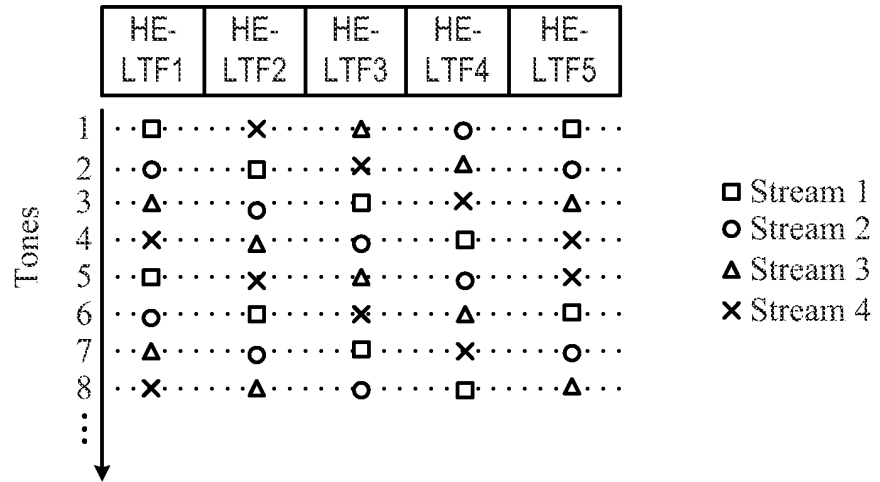 HE-LTF1 HE-LTF2 HE-LTF3 HE-LTF4 HE-LTF5
Tones
1
2
3
4
5
6
7
8
Stream 1
Stream 2
Stream 3
Stream 4